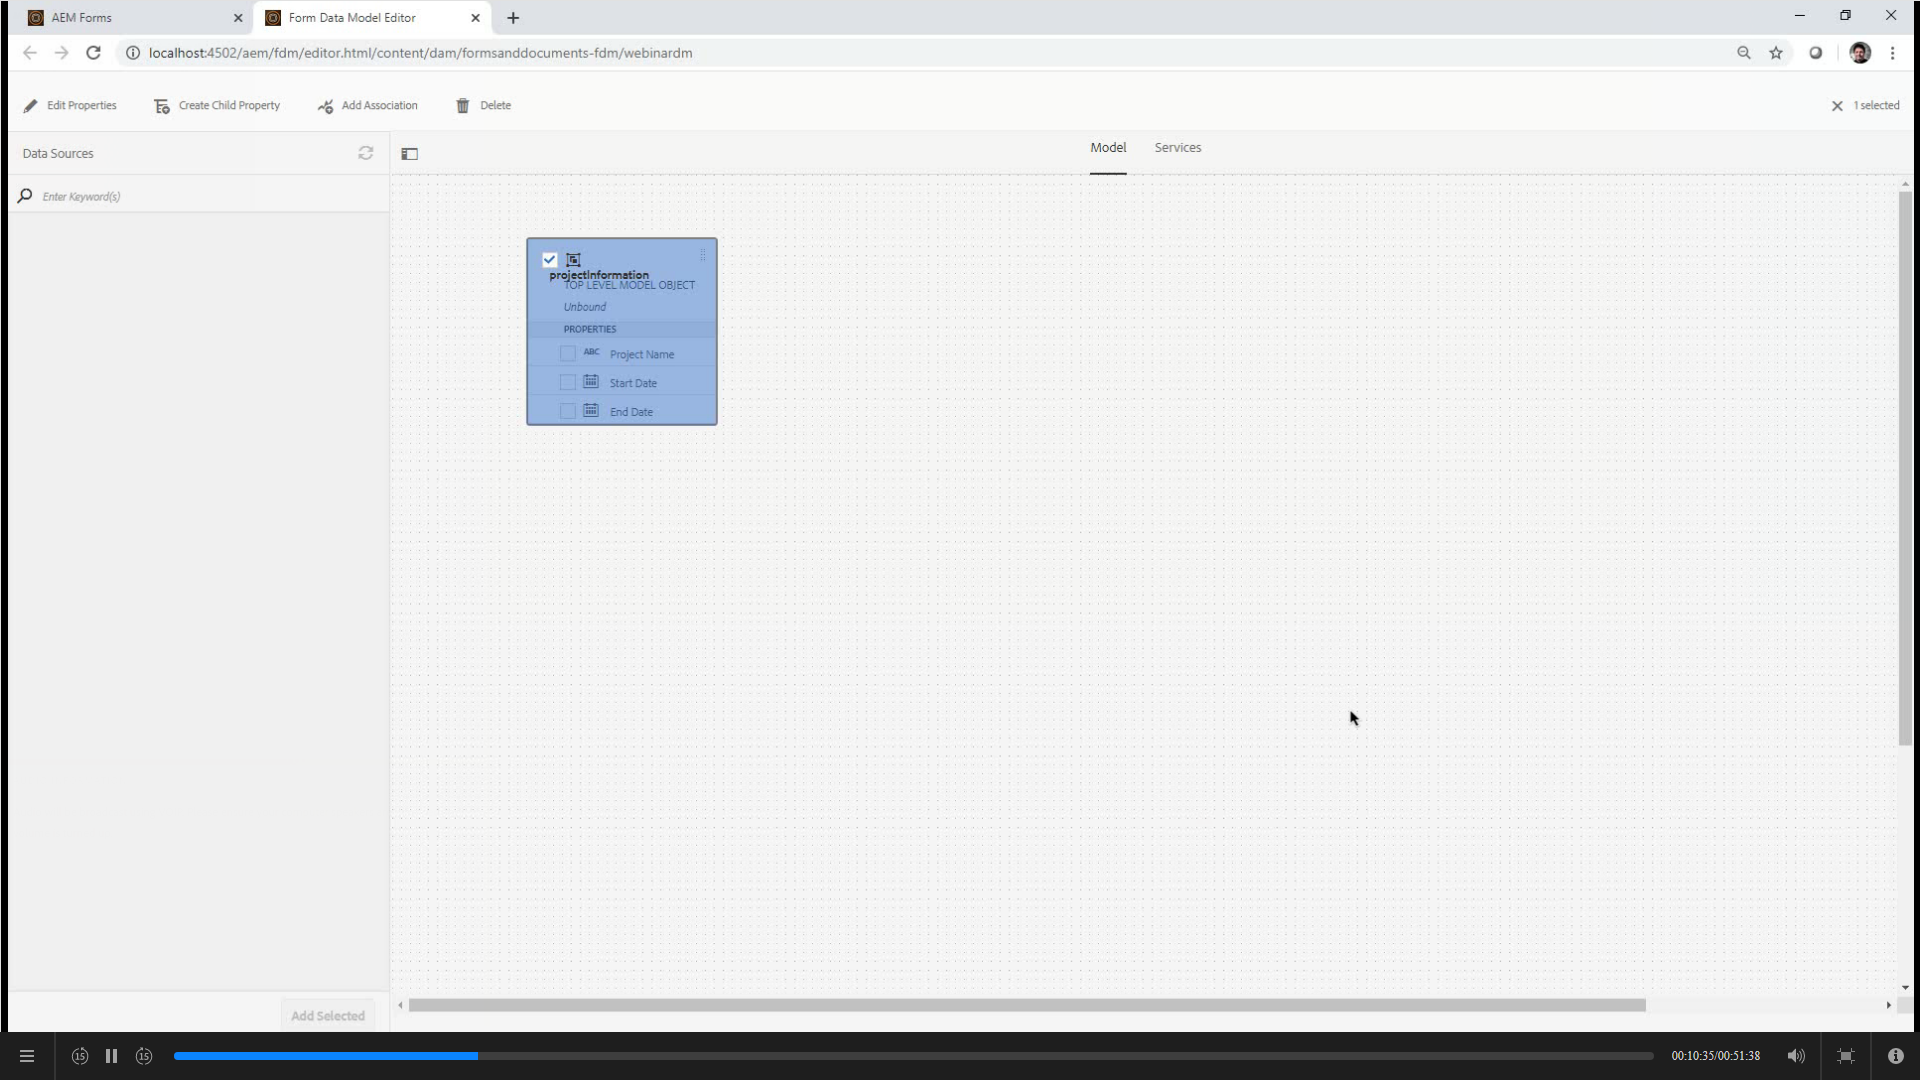 AEM Forms
Form Data Model Editor
localhost:4502/aem/fdm/editor.html/content/dam/formsanddocuments-fdm/webinardm
Edit Properties
Create Child Property
Add Association
Delete
1 selected
Data Sources
Model
Services
Enter Keyword(s)
projectInformation
TOP LEVEL MODEL OBJECT
Unbound
PROPERTIES
ABC Project Name
Start Date
End Date
Add Selected
15
15
00:10:35/00:51:38